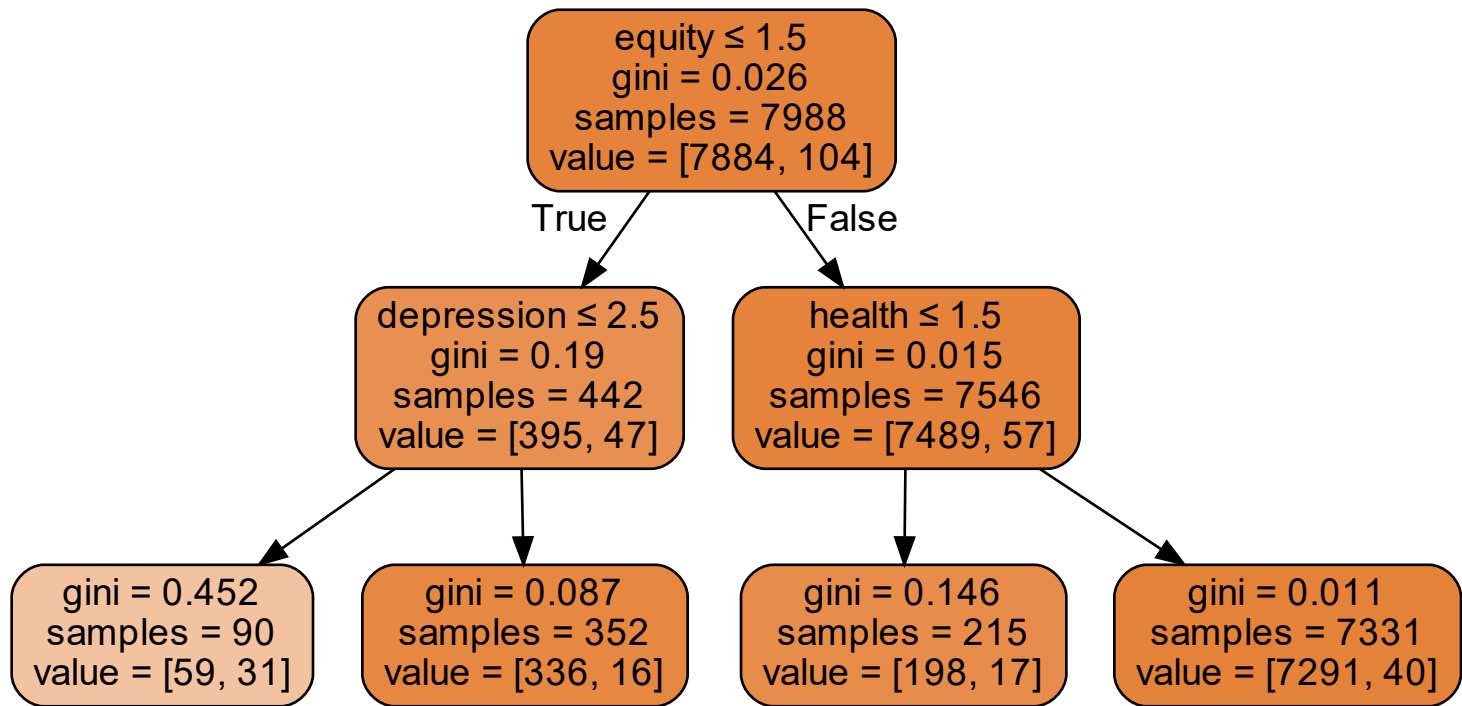 equity ≤ 1.5
gini = 0.026
samples = 7988
value = [7884, 104]
True
False
depression ≤ 2.5
gini = 0.19
samples = 442
value = [395, 47]
health ≤ 1.5
gini = 0.015
samples = 7546
value = [7489, 57]
gini = 0.452
samples = 90
value = [59, 31]
gini = 0.087
samples = 352
value = [336, 16]
gini = 0.146
samples = 215
value = [198, 17]
gini = 0.011
samples = 7331
value = [7291, 40]